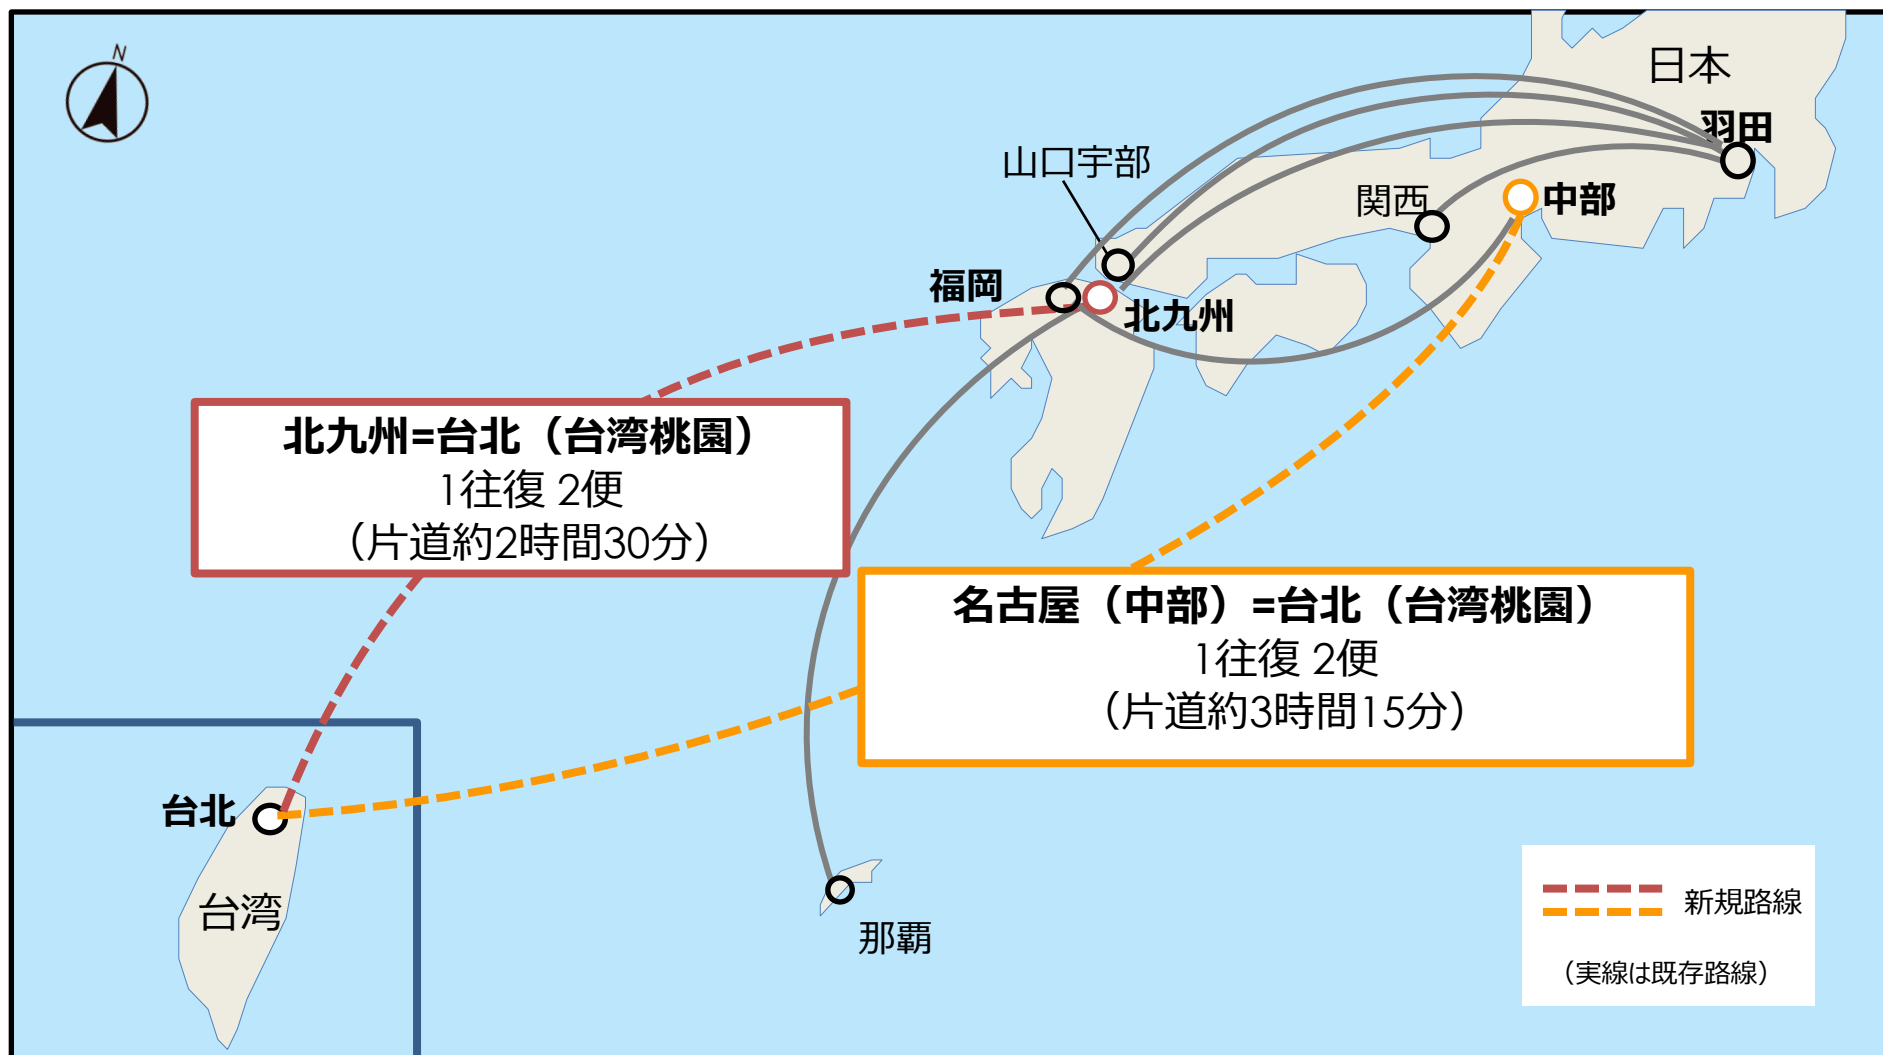 N
日本
羽田
山口宇部
関西
中部
福岡
北九州
北九州=台北（台湾桃園）
1往復 2便
（片道約2時間30分）
名古屋（中部）=台北（台湾桃園）
1往復 2便
（片道約3時間15分）
台北
台湾
那覇
新規路線
（実線は既存路線）